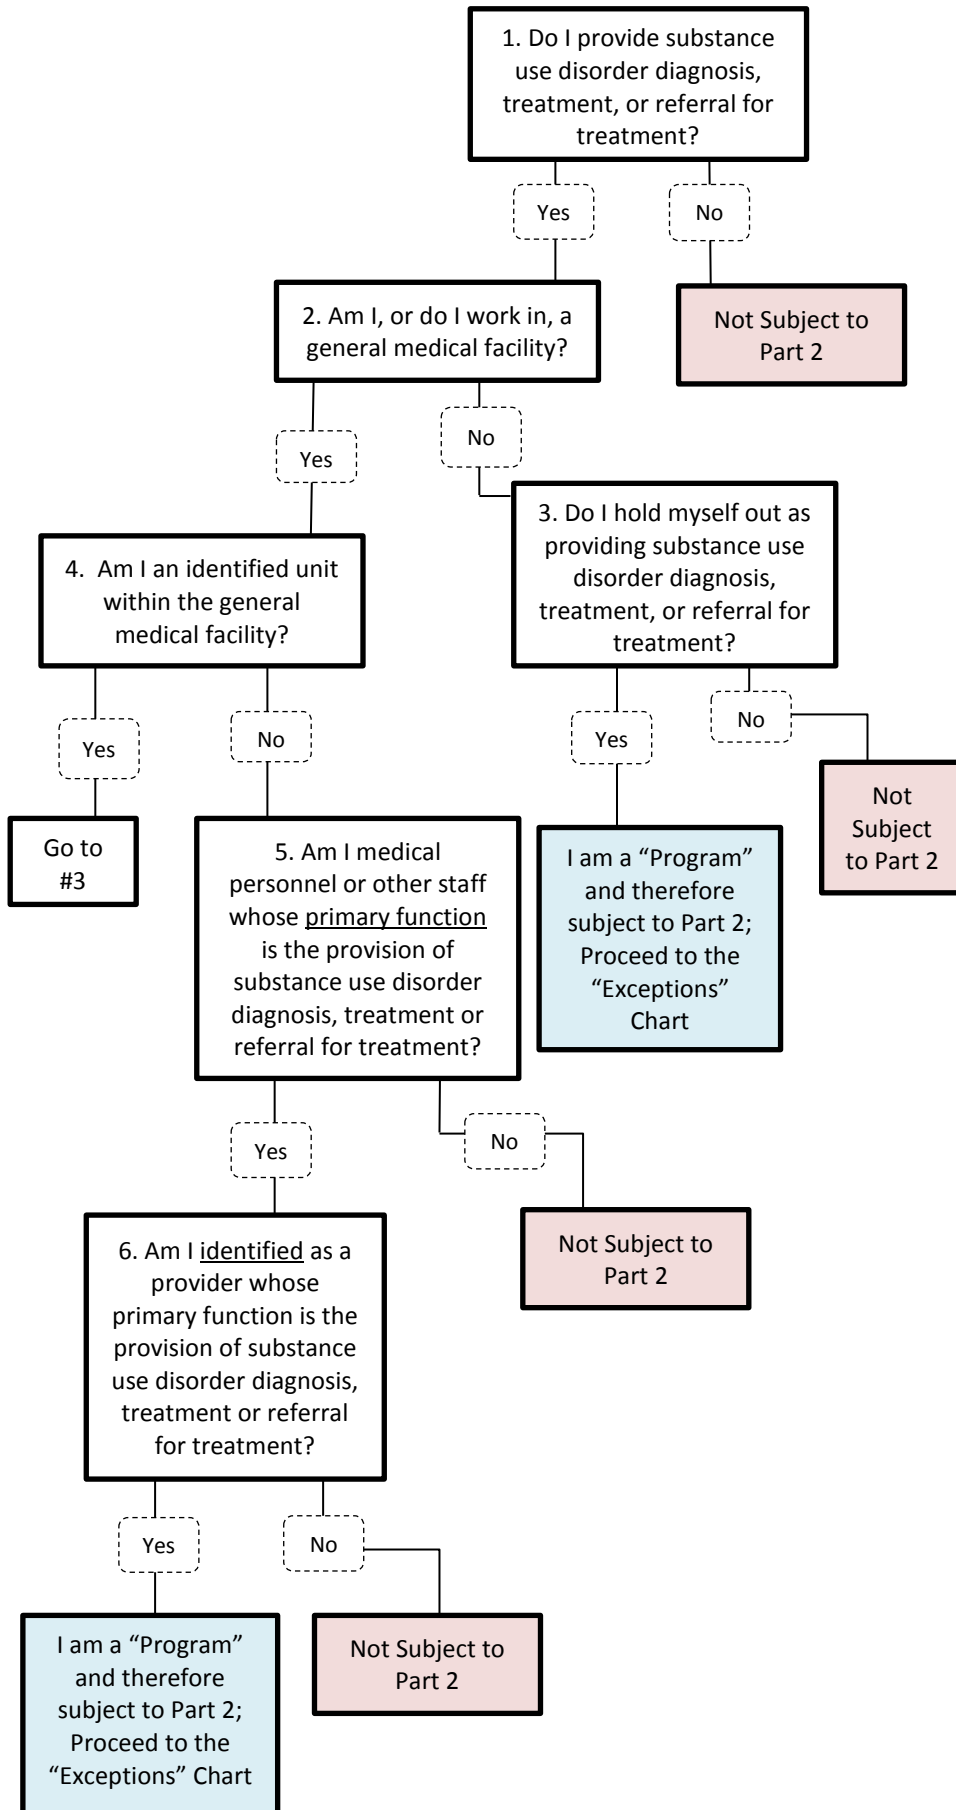 1. Do I provide substance
use disorder diagnosis,
treatment, or referral for
treatment?
Yes
No
2. Am I, or do I work in, a
general medical facility?
Not Subject to
Part 2
Yes
No
3. Do I hold myself out as
providing substance use
disorder diagnosis,
treatment, or referral for
treatment?
4. Am I an identified unit
within the general
medical facility?
Yes
No
Yes
No
Go to
#3
5. Am I medical
personnel or other staff
whose primary function
is the provision of
substance use disorder
diagnosis, treatment or
referral for treatment?
I am a “Program”
and therefore
subject to Part 2;
Proceed to the
“Exceptions”
Chart
Not
Subject
to Part 2
Yes
No
6. Am I identified as a
provider whose
primary function is the
provision of substance
use disorder diagnosis,
treatment or referral
for treatment?
Not Subject to
Part 2
Yes
No
I am a “Program”
and therefore
subject to Part 2;
Proceed to the
“Exceptions” Chart
Not Subject to
Part 2